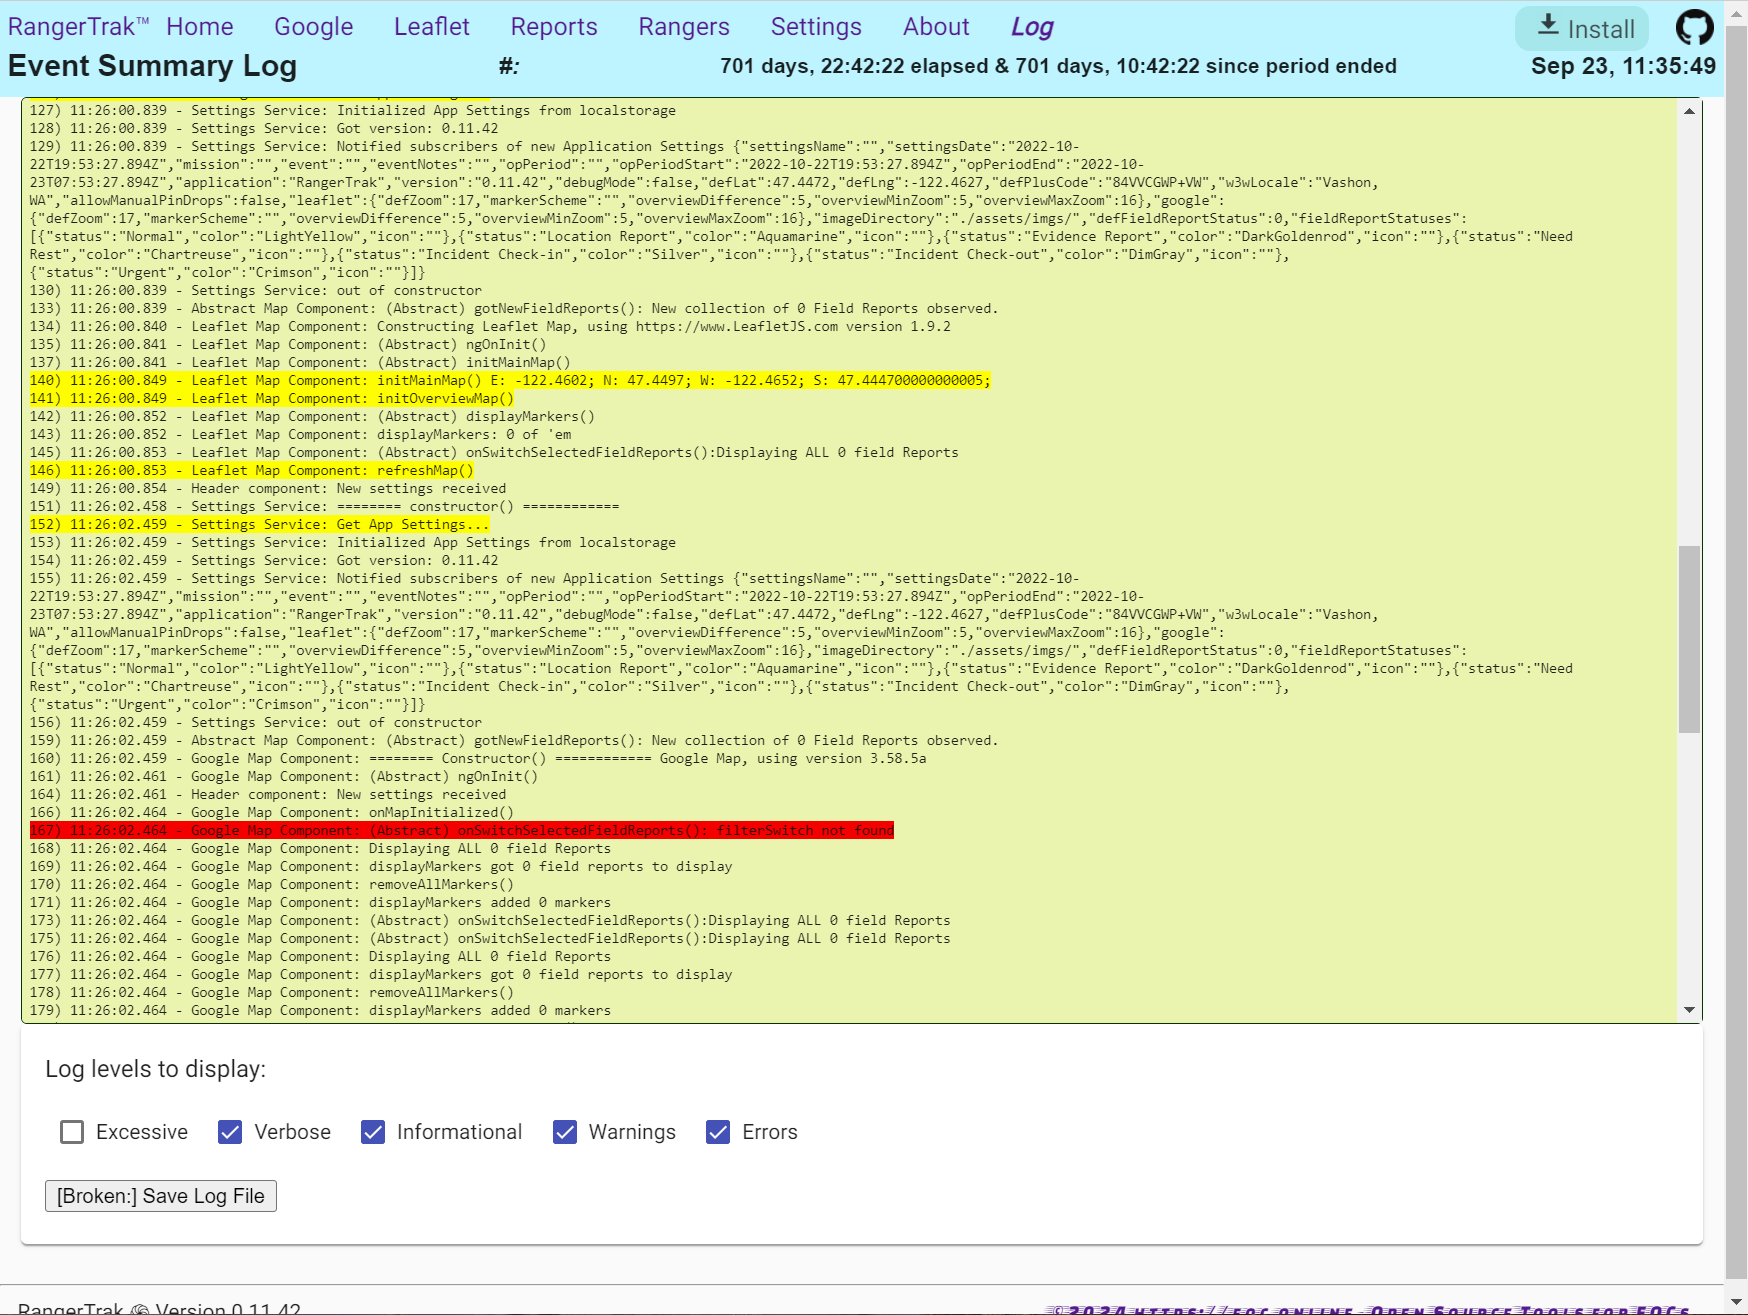 RangerTrak™ Home Google Leaflet Reports Rangers Settings About Log Install
Event Summary Log #: 701 days, 22:42:22 elapsed & 701 days, 10:42:22 since period ended Sep 23, 11:35:49
127) 11:26:00.839 - Settings Service: Initialized App Settings from localstorage
128) 11:26:00.839 - Settings Service: Got version: 0.11.42
129) 11:26:00.839 - Settings Service: Notified subscribers of new Application Settings {"settingsName":"","settingsDate":"2022-10-
22T19:53:27.894Z","mission":"","event":"","eventNotes":"","opPeriod":"","opPeriodStart":"2022-10-22T19:53:27.894Z","opPeriodEnd":"2022-10-
23T07:53:27.894Z","application":"RangerTrak","version":"0.11.42","debugMode":false,"defLat":47.4472,"defLng":-122.4627,"defPlusCode":"84VVCGWP+VW","w3wLocale":"Vashon,
WA","allowManualPinDrops":false,"leaflet":{"defZoom":17,"markerScheme":"","overviewDifference":5,"overviewMinZoom":5,"overviewMaxZoom":16},"google":
{"defZoom":17,"markerScheme":"","overviewDifference":5,"overviewMinZoom":5,"overviewMaxZoom":16},"imageDirectory":"./assets/imgs/","defFieldReportStatus":0,"fieldReportStatuses":
[{"status":"Normal","color":"LightYellow","icon":""},{"status":"Location Report","color":"Aquamarine","icon":""},{"status":"Evidence Report","color":"DarkGoldenrod","icon":""},{"status":"Need
Rest","color":"Chartreuse","icon":""},{"status":"Incident Check-in","color":"Silver","icon":""},{"status":"Incident Check-out","color":"DimGray","icon":""},
{"status":"Urgent","color":"Crimson","icon":""}]}
130) 11:26:00.839 - Settings Service: out of constructor
133) 11:26:00.839 - Abstract Map Component: (Abstract) gotNewFieldReports(): New collection of 0 Field Reports observed.
134) 11:26:00.840 - Leaflet Map Component: Constructing Leaflet Map, using https://www.LeafletJS.com version 1.9.2
135) 11:26:00.841 - Leaflet Map Component: (Abstract) ngOnInit()
137) 11:26:00.841 - Leaflet Map Component: (Abstract) initMainMap()
140) 11:26:00.849 - Leaflet Map Component: initMainMap() E: -122.4602; N: 47.4497; W: -122.4652; S: 47.444700000000005;
141) 11:26:00.849 - Leaflet Map Component: initOverviewMap()
142) 11:26:00.852 - Leaflet Map Component: (Abstract) displayMarkers()
143) 11:26:00.852 - Leaflet Map Component: displayMarkers: 0 of 'em
145) 11:26:00.853 - Leaflet Map Component: (Abstract) onSwitchSelectedFieldReports():Displaying ALL 0 field Reports
146) 11:26:00.853 - Leaflet Map Component: refreshMap()
149) 11:26:00.854 - Header component: New settings received
151) 11:26:02.458 - Settings Service: ======== constructor() ============
152) 11:26:02.459 - Settings Service: Get App Settings...
153) 11:26:02.459 - Settings Service: Initialized App Settings from localstorage
154) 11:26:02.459 - Settings Service: Got version: 0.11.42
155) 11:26:02.459 - Settings Service: Notified subscribers of new Application Settings {"settingsName":"","settingsDate":"2022-10-
22T19:53:27.894Z","mission":"","event":"","eventNotes":"","opPeriod":"","opPeriodStart":"2022-10-22T19:53:27.894Z","opPeriodEnd":"2022-10-
23T07:53:27.894Z","application":"RangerTrak","version":"0.11.42","debugMode":false,"defLat":47.4472,"defLng":-122.4627,"defPlusCode":"84VVCGWP+VW","w3wLocale":"Vashon,
WA","allowManualPinDrops":false,"leaflet":{"defZoom":17,"markerScheme":"","overviewDifference":5,"overviewMinZoom":5,"overviewMaxZoom":16},"google":
{"defZoom":17,"markerScheme":"","overviewDifference":5,"overviewMinZoom":5,"overviewMaxZoom":16},"imageDirectory":"./assets/imgs/","defFieldReportStatus":0,"fieldReportStatuses":
[{"status":"Normal","color":"LightYellow","icon":""},{"status":"Location Report","color":"Aquamarine","icon":""},{"status":"Evidence Report","color":"DarkGoldenrod","icon":""},{"status":"Need
Rest","color":"Chartreuse","icon":""},{"status":"Incident Check-in","color":"Silver","icon":""},{"status":"Incident Check-out","color":"DimGray","icon":""},
{"status":"Urgent","color":"Crimson","icon":""}]}
156) 11:26:02.459 - Settings Service: out of constructor
159) 11:26:02.459 - Abstract Map Component: (Abstract) gotNewFieldReports(): New collection of 0 Field Reports observed.
160) 11:26:02.459 - Google Map Component: ======== Constructor() ============ Google Map, using version 3.58.5a
161) 11:26:02.461 - Google Map Component: (Abstract) ngOnInit()
164) 11:26:02.461 - Header component: New settings received
166) 11:26:02.464 - Google Map Component: onMapInitialized()
167) 11:26:02.464 - Google Map Component: (Abstract) onSwitchSelectedFieldReports(): filterSwitch not found
168) 11:26:02.464 - Google Map Component: Displaying ALL 0 field Reports
169) 11:26:02.464 - Google Map Component: displayMarkers got 0 field reports to display
170) 11:26:02.464 - Google Map Component: removeAllMarkers()
171) 11:26:02.464 - Google Map Component: displayMarkers added 0 markers
173) 11:26:02.464 - Google Map Component: (Abstract) onSwitchSelectedFieldReports():Displaying ALL 0 field Reports
175) 11:26:02.464 - Google Map Component: (Abstract) onSwitchSelectedFieldReports():Displaying ALL 0 field Reports
176) 11:26:02.464 - Google Map Component: Displaying ALL 0 field Reports
177) 11:26:02.464 - Google Map Component: displayMarkers got 0 field reports to display
178) 11:26:02.464 - Google Map Component: removeAllMarkers()
179) 11:26:02.464 - Google Map Component: displayMarkers added 0 markers
Log levels to display:
Excessive Verbose Informational Warnings Errors
[Broken:] Save Log File
RangerTrak Version 0.11.42 ©2024 https://eoc.online - Open Source Tools for EOCs